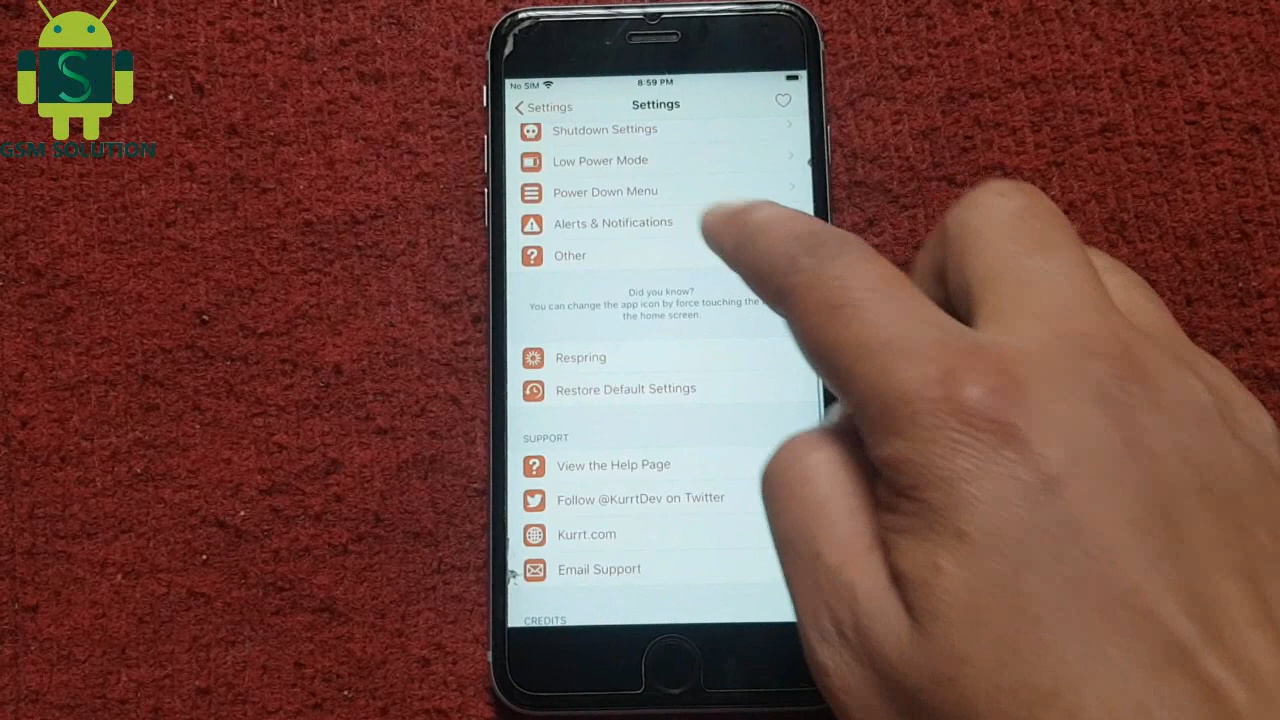 S
GSM SOLUTION
No SIM 8:59 PM
Settings Settings
Shutdown Settings
Low Power Mode
Power Down Menu
Alerts & Notifications
Other
Did you know?
You can change the app icon by force touching the
the home screen.
Respring
Restore Default Settings
SUPPORT
View the Help Page
Follow @KurrtDev on Twitter
Kurrt.com
Email Support
CREDITS